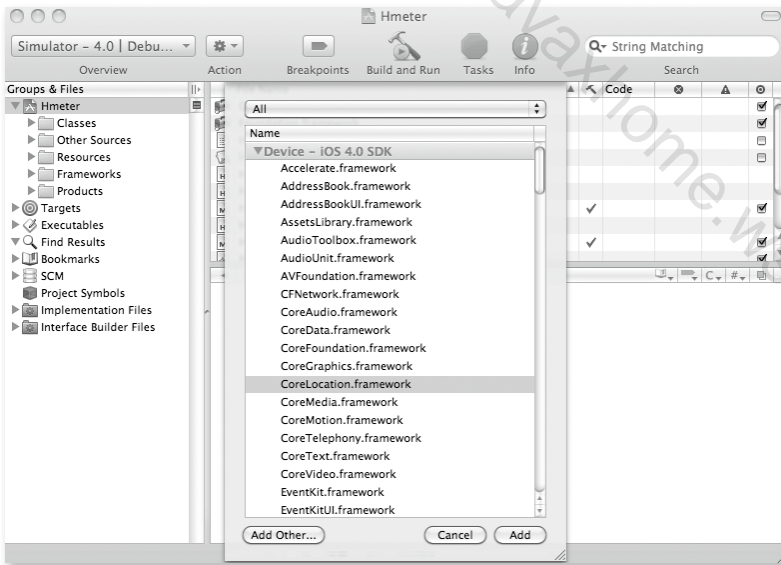 Hmeter
Simulator - 4.0 | Debu...
String Matching
Overview
Action
Breakpoints
Build and Run
Tasks
Info
Search
Groups & Files
Code
Hmeter
Classes
Other Sources
Resources
Frameworks
Products
Targets
Executables
Find Results
Bookmarks
SCM
Project Symbols
Implementation Files
Interface Builder Files
All
Name
Device – iOS 4.0 SDK
Accelerate.framework
AddressBook.framework
AddressBookUI.framework
AssetsLibrary.framework
AudioToolbox.framework
AudioUnit.framework
AVFoundation.framework
CFNetwork.framework
CoreAudio.framework
CoreData.framework
CoreFoundation.framework
CoreGraphics.framework
CoreLocation.framework
CoreMedia.framework
CoreMotion.framework
CoreTelephony.framework
CoreText.framework
CoreVideo.framework
EventKit.framework
EventKitUI.framework
Add Other...
Cancel
Add
C
#